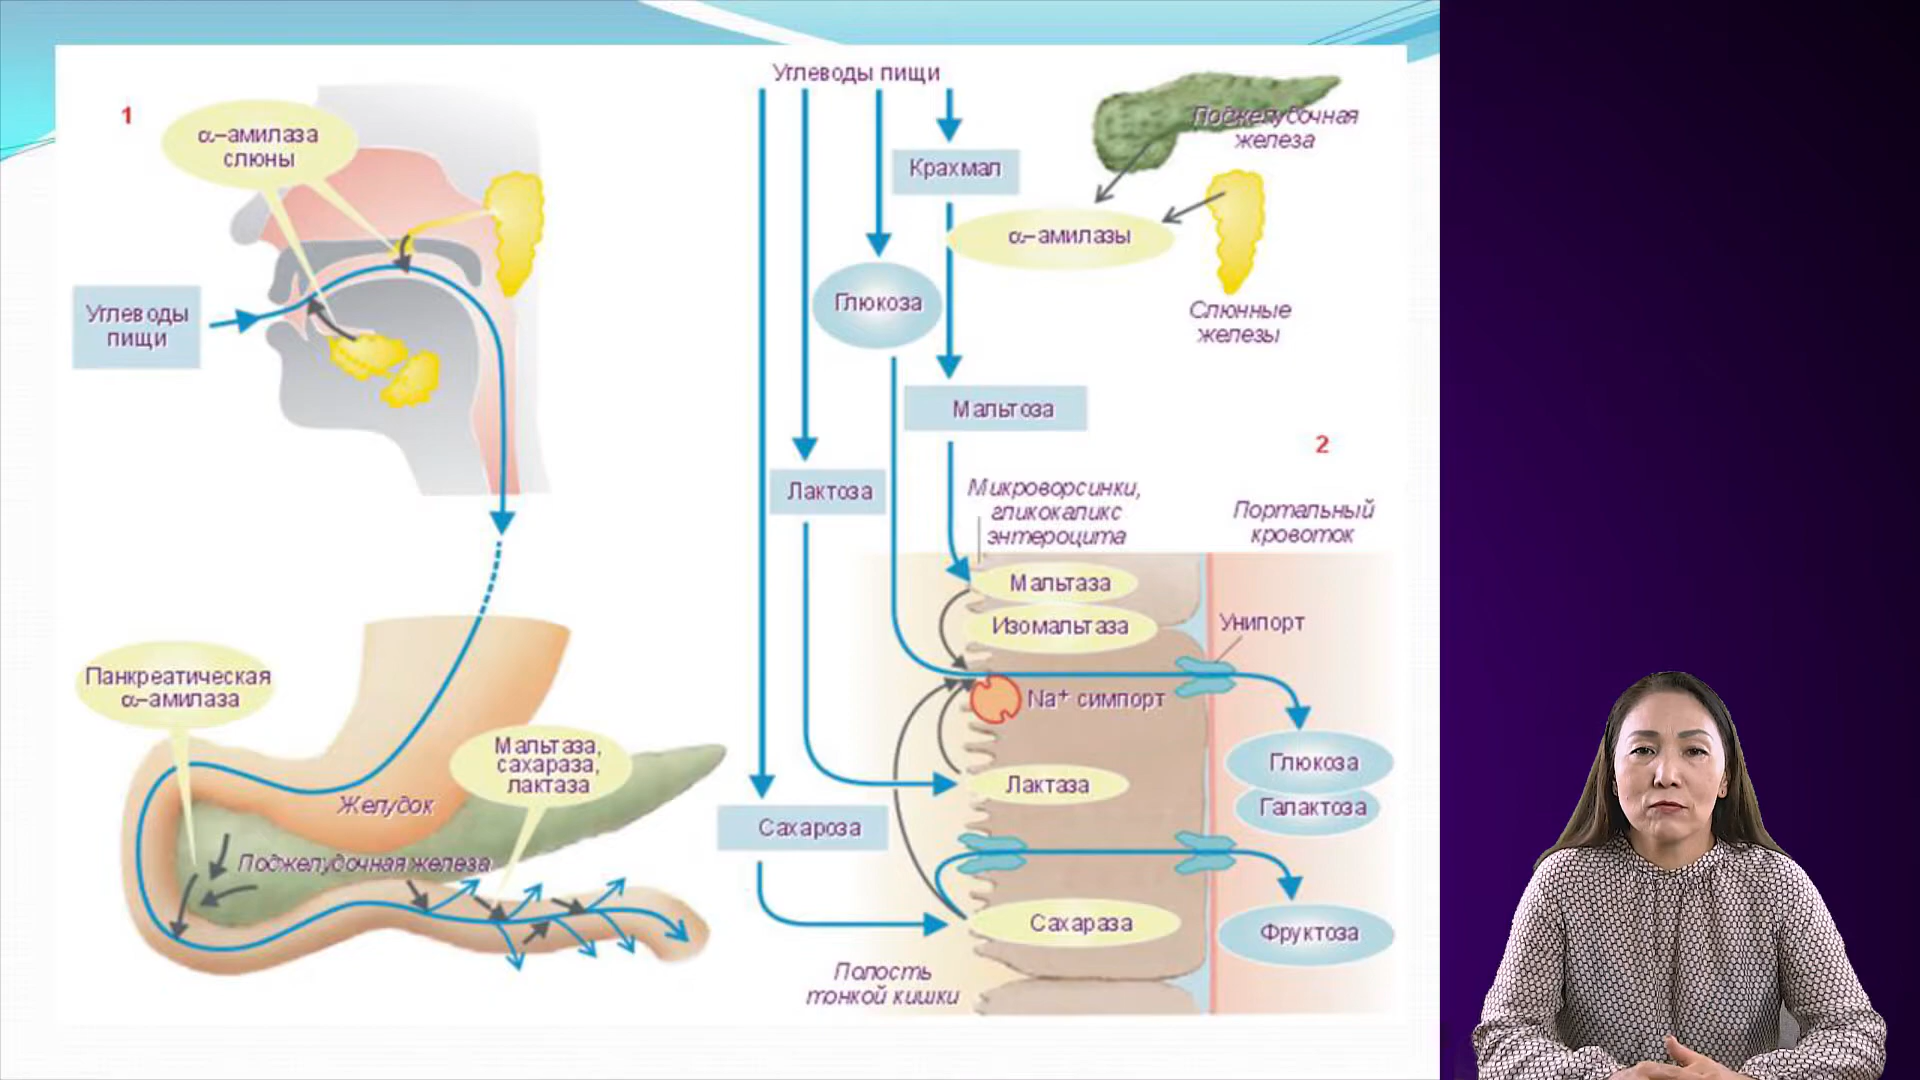 1
α–амилаза
слюны
Углеводы
пищи
Панкреатическая
α–амилаза
Мальтаза,
сахараза,
лактаза
Желудок
Поджелудочная железа
Углеводы пищи
Крахмал
Поджелудочная
железа
α–амилазы
Глюкоза
Слюнные
железы
Мальтоза
2
Лактоза
Микроворсинки,
гликокаликс
энтероцита
Портальный
кровоток
Мальтаза
Изомальтаза
Унипорт
Na⁺ симпорт
Глюкоза
Лактаза
Галактоза
Сахароза
Сахараза
Фруктоза
Полость
тонкой кишки